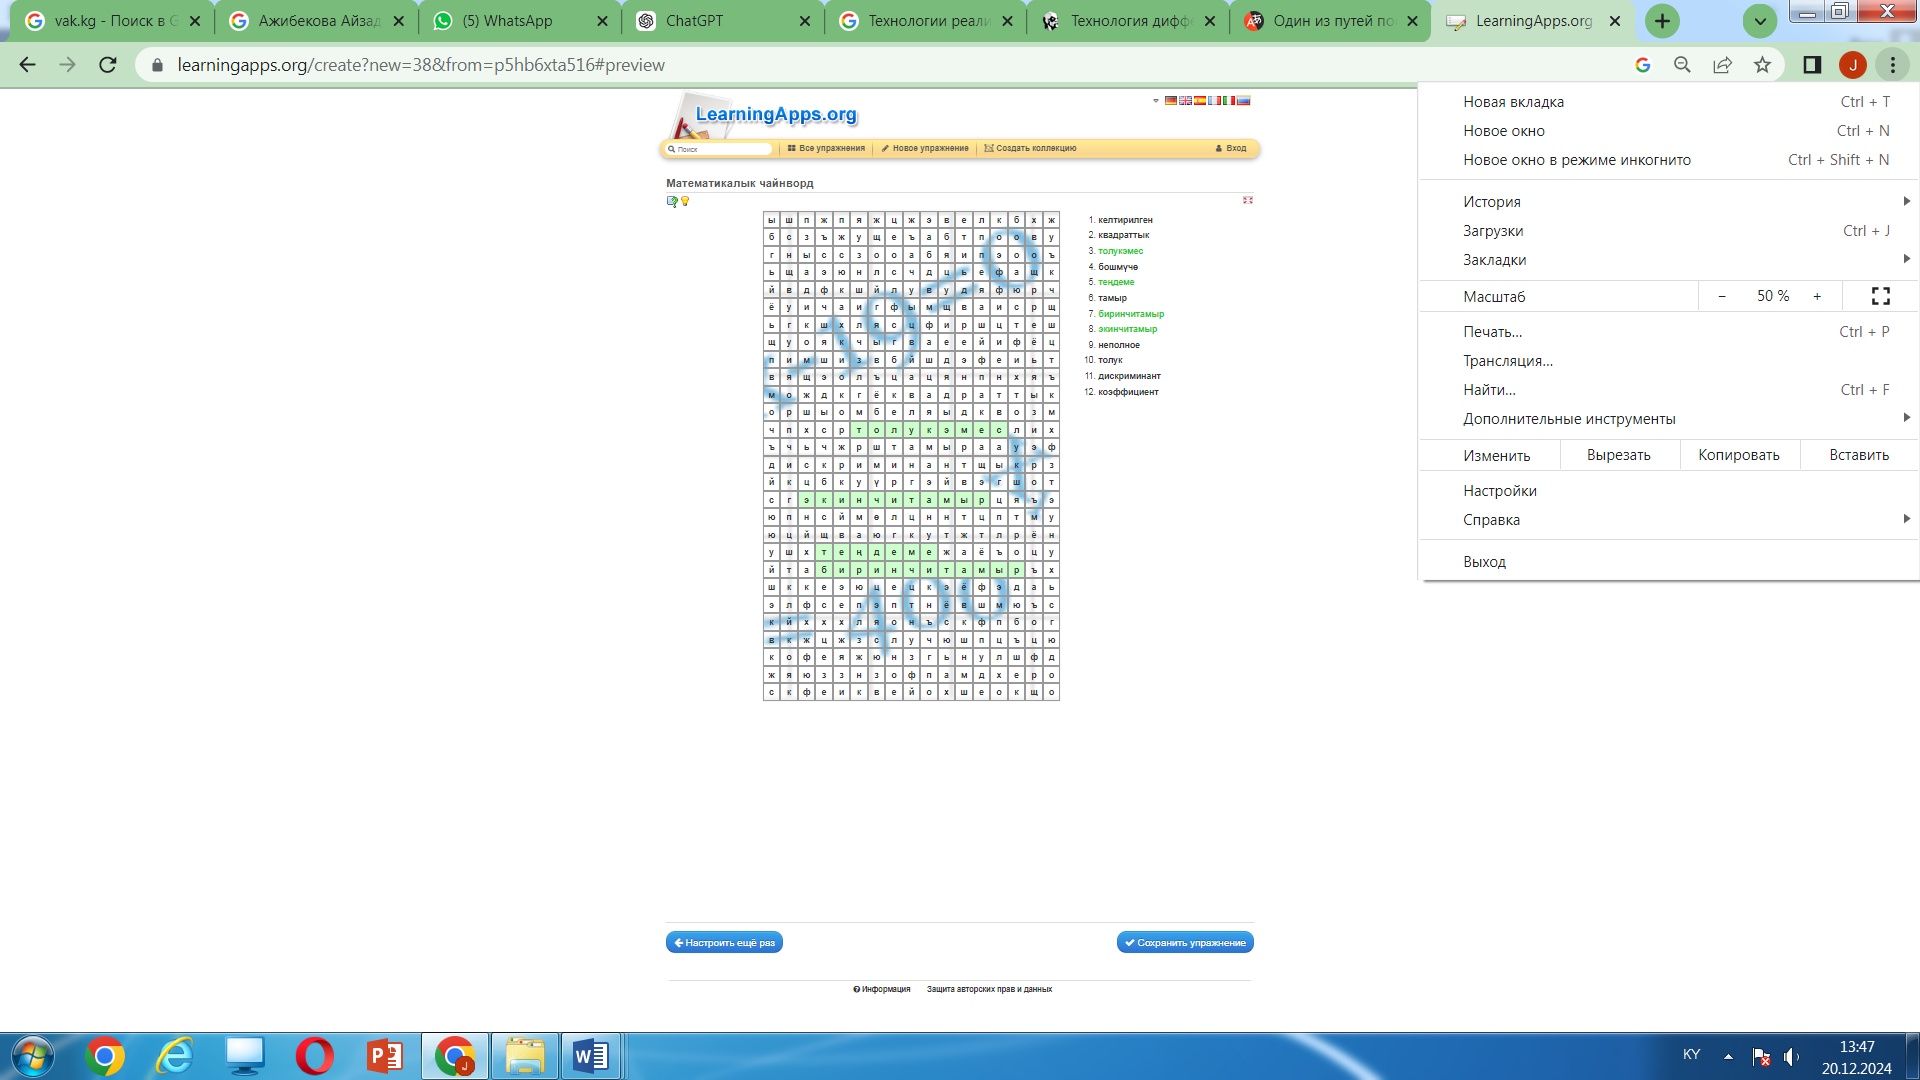 vak.kg - Поиск в G
Ажибекова Айзад
(5) WhatsApp
ChatGPT
Технологии реали
Технология диффе
Один из путей по
LearningApps.org
learningapps.org/create?new=38&from=p5hb6xta516#preview
J
LearningApps.org
Поиск
Все упражнения
Новое упражнение
Создать коллекцию
Вход
Математикалык чайнворд
ы ш п ж п я ж ц ж э в е л к б х ж
б с з ъ ж у щ е ъ а б т п о о в у
г н ы с с з о о а б я и п э о о ъ
ь щ а э ю н л с ч д ц ь е ф а щ к
й в д ф к ш й л у в у д я ф ю р ч
ё у и ч а и г ф ы м щ в а и с р щ
ь г к ш х л я с ц ф и р ш ц т е ш
щ у о я к ч ы г в а е е й и ф ё ц
п и м ш и з в б й ш д э ф е и ь т
в я щ э о л ъ ц а ц я н п н х я ъ
м о ж д к г ё к в а д р а т т ы к
о р ш ы о м б е л я ы д к в о з м
ч п х с р т о л у к э м е с л и х
ъ ч ь ч ж р ш т а м ы р а а у э ф
д и с к р и м и н а н т щ ы к р з
й к ц б к у ү р г э й в э г ш о т
с г э к и н ч и т а м ы р ц я ъ э
ю п н с й м ө л ц н н т ц п т м у
ю ц й щ в а ю г к у т ж т л р ё н
у ш х т е ң д е м е ж а ё ъ о ц у
й т а б и р и н ч и т а м ы р ъ х
ш к к е э ю ц е ц к э ё ф э д а ь
э л ф с е п э п т н ё в ш м ю ъ с
к й х х х л я о н ъ с к ф п б о г
в к ж ц ж з с л у ч ю ш п ц ъ ц ю
к о ф е я ж ю н з г ь н у л ш ф д
ж я ю з з н з о ф п а м д х е р о
с к ф е и к в е й о х ш е о к щ о
1. келтирилген
2. квадраттык
3. толукэмес
4. бошмүчө
5. теңдеме
6. тамыр
7. биринчитамыр
8. экинчитамыр
9. неполное
10. толук
11. дискриминант
12. коэффициент
Настроить ещё раз
Сохранить упражнение
Информация
Защита авторских прав и данных
Новая вкладка Ctrl + T
Новое окно Ctrl + N
Новое окно в режиме инкогнито Ctrl + Shift + N
История
Загрузки Ctrl + J
Закладки
Масштаб − 50 % +
Печать... Ctrl + P
Трансляция...
Найти... Ctrl + F
Дополнительные инструменты
Изменить Вырезать Копировать Вставить
Настройки
Справка
Выход
KY
13:47
20.12.2024